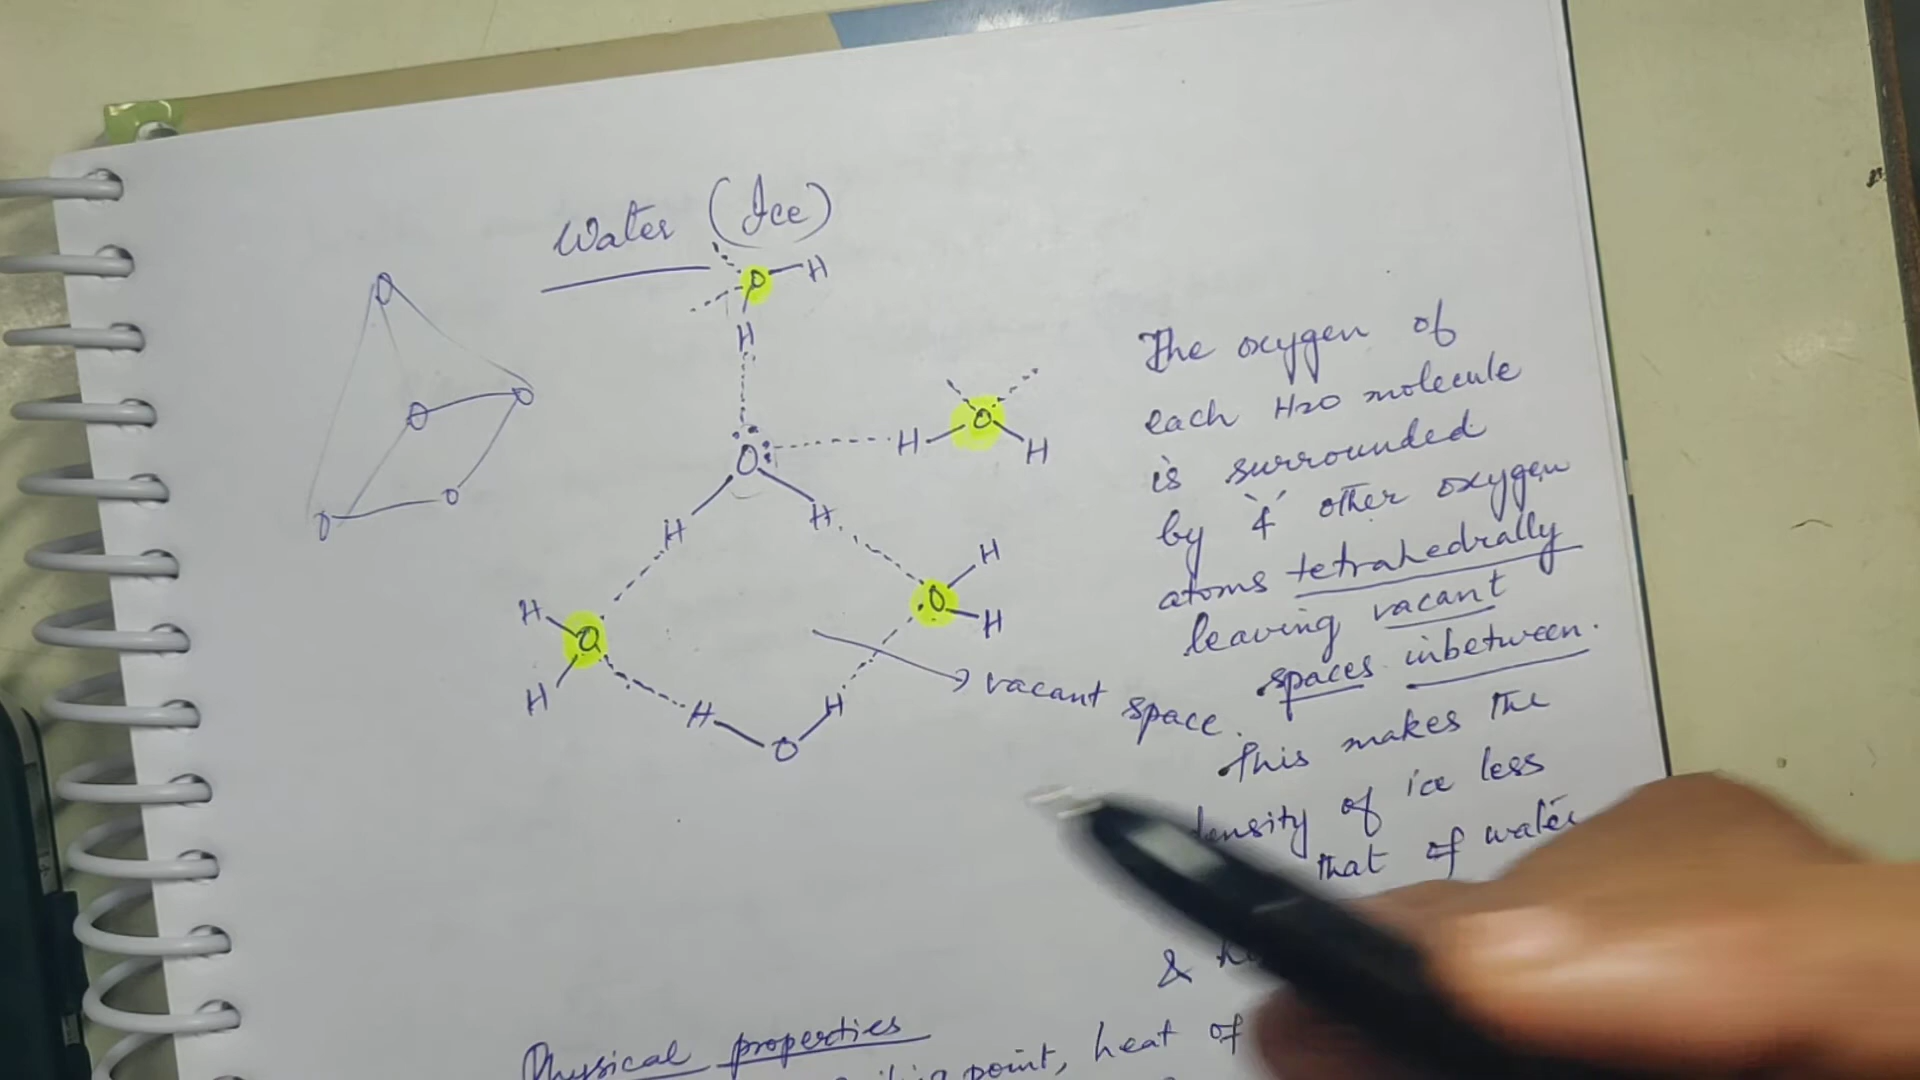 Water (Ice)
O-H
H
H-O
H
O
H
H
H
H
O
H
O
H
H
H
H
O
vacant space.
The oxygen of
each H2O molecule
is surrounded
by '4' other oxygen
atoms tetrahedrally
leaving vacant
spaces inbetween.
This makes the
density of ice less
that of water
&
Physical properties
point, heat of